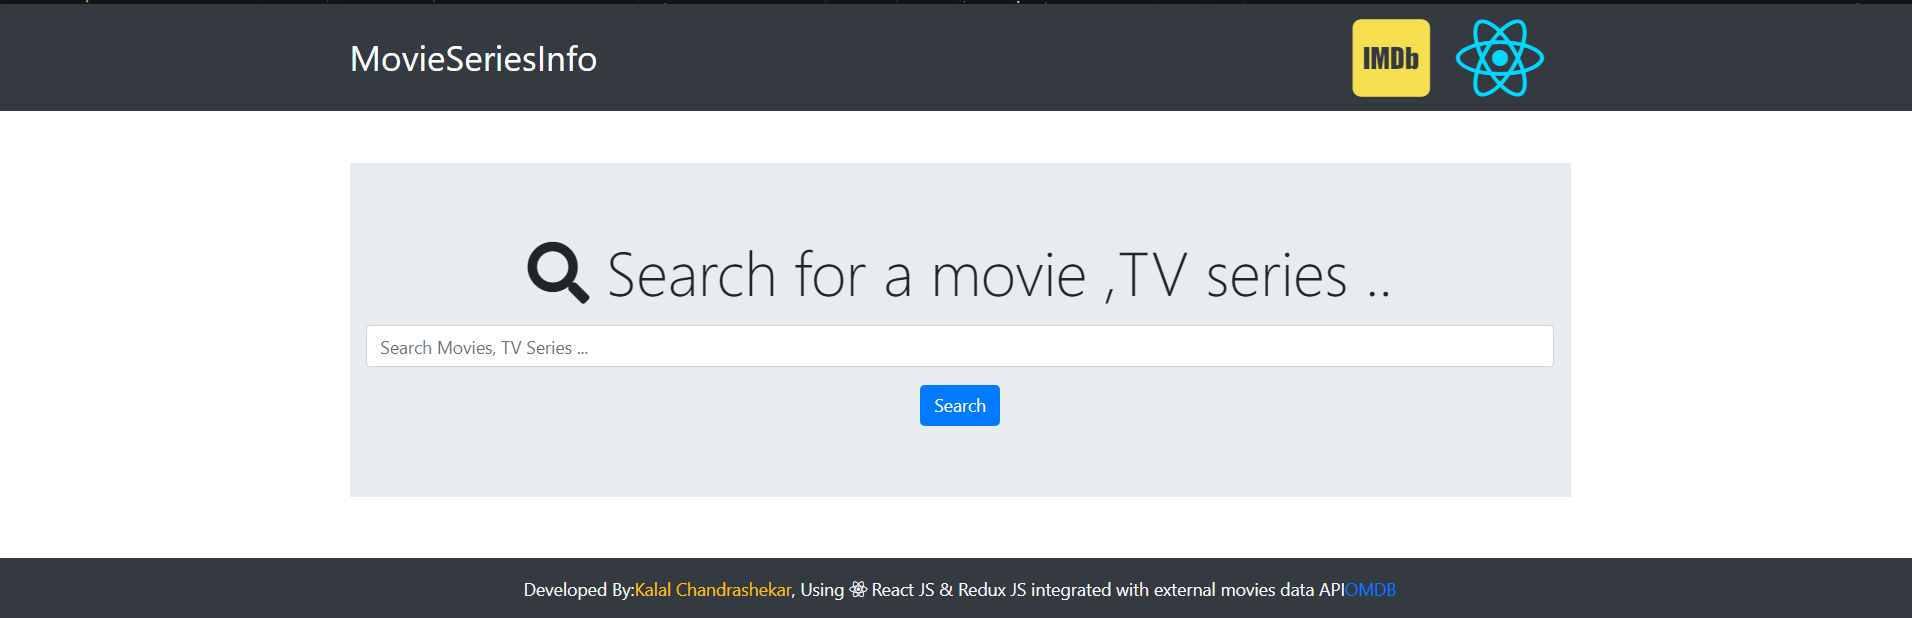 MovieSeriesInfo
IMDb
Search for a movie ,TV series ..
Search Movies, TV Series ...
Search
Developed By:Kalal Chandrashekar, Using React JS & Redux JS integrated with external movies data APIOMDB